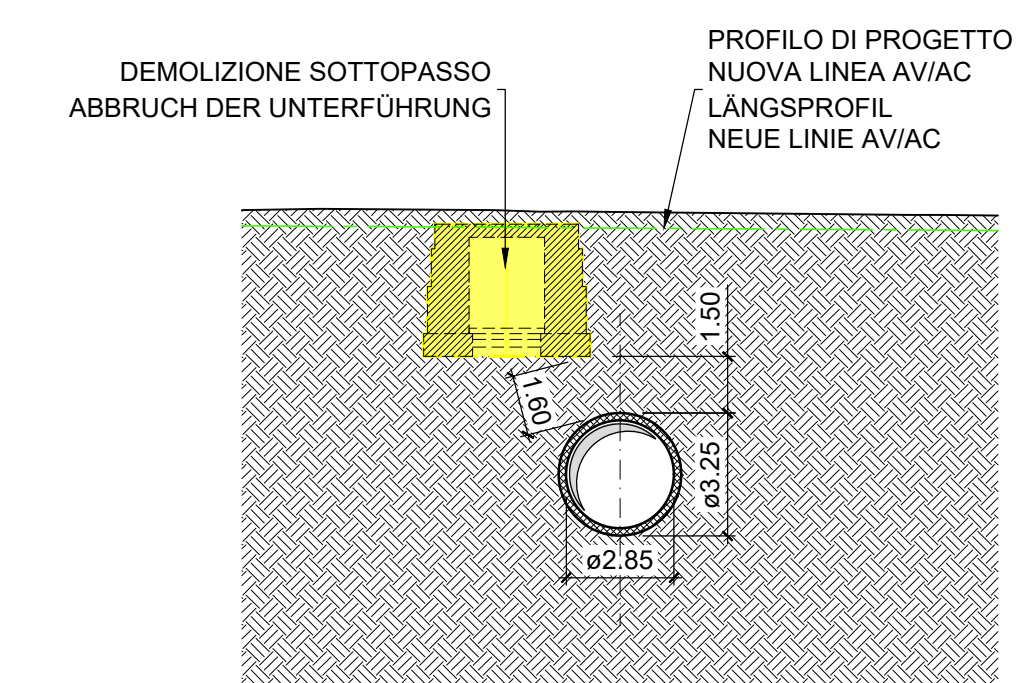 DEMOLIZIONE SOTTOPASSO
ABBRUCH DER UNTERFÜHRUNG
PROFILO DI PROGETTO
NUOVA LINEA AV/AC
LÄNGSPROFIL
NEUE LINIE AV/AC
1.50
1.60
ø3.25
ø2.85